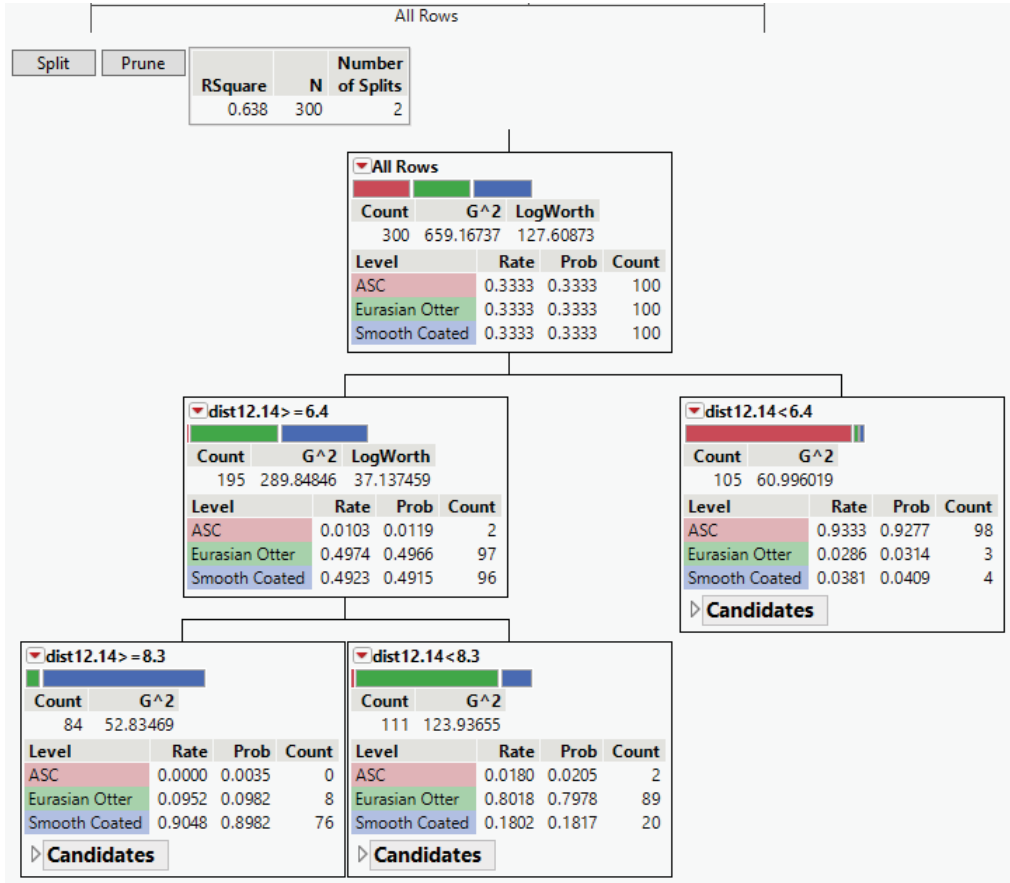 All Rows
Split Prune
Number
RSquare N of Splits
0.638 300 2
All Rows
Count G^2 LogWorth
300 659.16737 127.60873
Level Rate Prob Count
ASC 0.3333 0.3333 100
Eurasian Otter 0.3333 0.3333 100
Smooth Coated 0.3333 0.3333 100
dist12.14>=6.4
Count G^2 LogWorth
195 289.84846 37.137459
Level Rate Prob Count
ASC 0.0103 0.0119 2
Eurasian Otter 0.4974 0.4966 97
Smooth Coated 0.4923 0.4915 96
dist12.14<6.4
Count G^2
105 60.996019
Level Rate Prob Count
ASC 0.9333 0.9277 98
Eurasian Otter 0.0286 0.0314 3
Smooth Coated 0.0381 0.0409 4
Candidates
dist12.14>=8.3
Count G^2
84 52.83469
Level Rate Prob Count
ASC 0.0000 0.0035 0
Eurasian Otter 0.0952 0.0982 8
Smooth Coated 0.9048 0.8982 76
Candidates
dist12.14<8.3
Count G^2
111 123.93655
Level Rate Prob Count
ASC 0.0180 0.0205 2
Eurasian Otter 0.8018 0.7978 89
Smooth Coated 0.1802 0.1817 20
Candidates